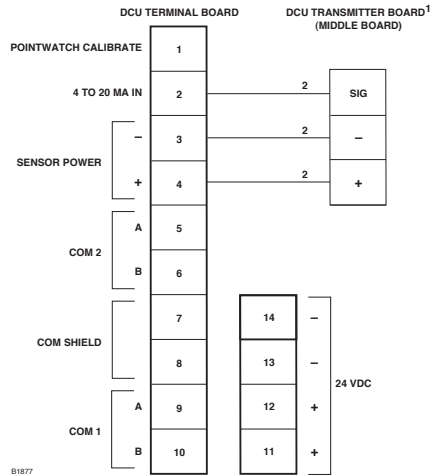 DCU TERMINAL BOARD
DCU TRANSMITTER BOARD1
(MIDDLE BOARD)
POINTWATCH CALIBRATE
1
4 TO 20 MA IN
2
2
SIG
SENSOR POWER
–
3
2
–
+
4
2
+
COM 2
A
5
B
6
COM SHIELD
7
8
14
–
13
–
24 VDC
12
+
11
+
COM 1
A
9
B
10
B1877